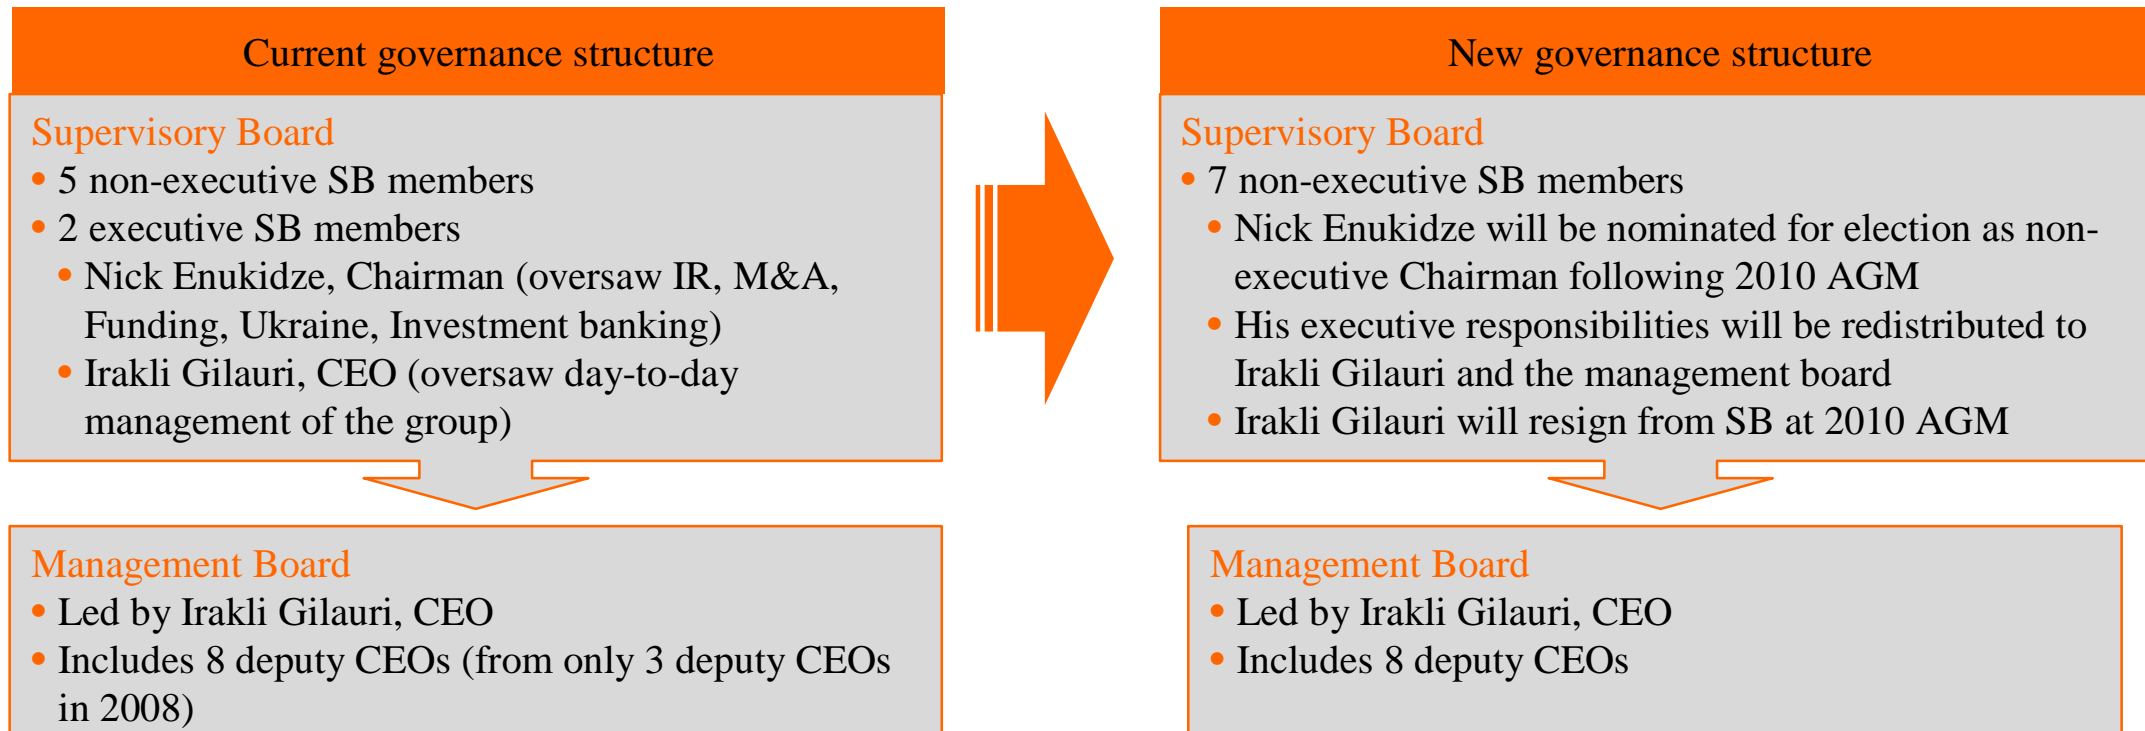 Current governance structure
Supervisory Board
• 5 non-executive SB members
• 2 executive SB members
• Nick Enukidze, Chairman (oversaw IR, M&A,
Funding, Ukraine, Investment banking)
• Irakli Gilauri, CEO (oversaw day-to-day
management of the group)
Management Board
• Led by Irakli Gilauri, CEO
• Includes 8 deputy CEOs (from only 3 deputy CEOs
in 2008)
New governance structure
Supervisory Board
• 7 non-executive SB members
• Nick Enukidze will be nominated for election as non-
executive Chairman following 2010 AGM
• His executive responsibilities will be redistributed to
Irakli Gilauri and the management board
• Irakli Gilauri will resign from SB at 2010 AGM
Management Board
• Led by Irakli Gilauri, CEO
• Includes 8 deputy CEOs